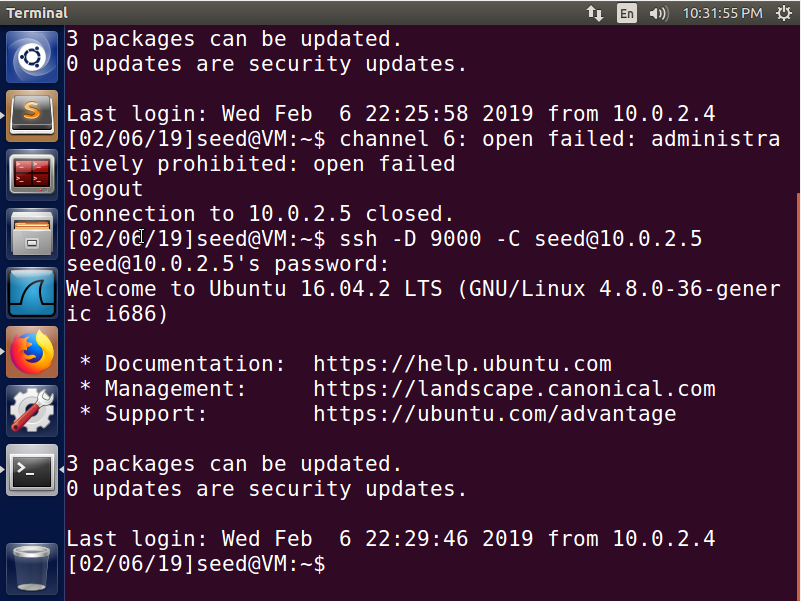 Terminal
En
10:31:55 PM
3 packages can be updated.
0 updates are security updates.
Last login: Wed Feb  6 22:25:58 2019 from 10.0.2.4
[02/06/19]seed@VM:~$ channel 6: open failed: administra
tively prohibited: open failed
logout
Connection to 10.0.2.5 closed.
[02/06/19]seed@VM:~$ ssh -D 9000 -C seed@10.0.2.5
seed@10.0.2.5's password:
Welcome to Ubuntu 16.04.2 LTS (GNU/Linux 4.8.0-36-gener
ic i686)
 * Documentation:  https://help.ubuntu.com
 * Management:     https://landscape.canonical.com
 * Support:        https://ubuntu.com/advantage
3 packages can be updated.
0 updates are security updates.
Last login: Wed Feb  6 22:29:46 2019 from 10.0.2.4
[02/06/19]seed@VM:~$